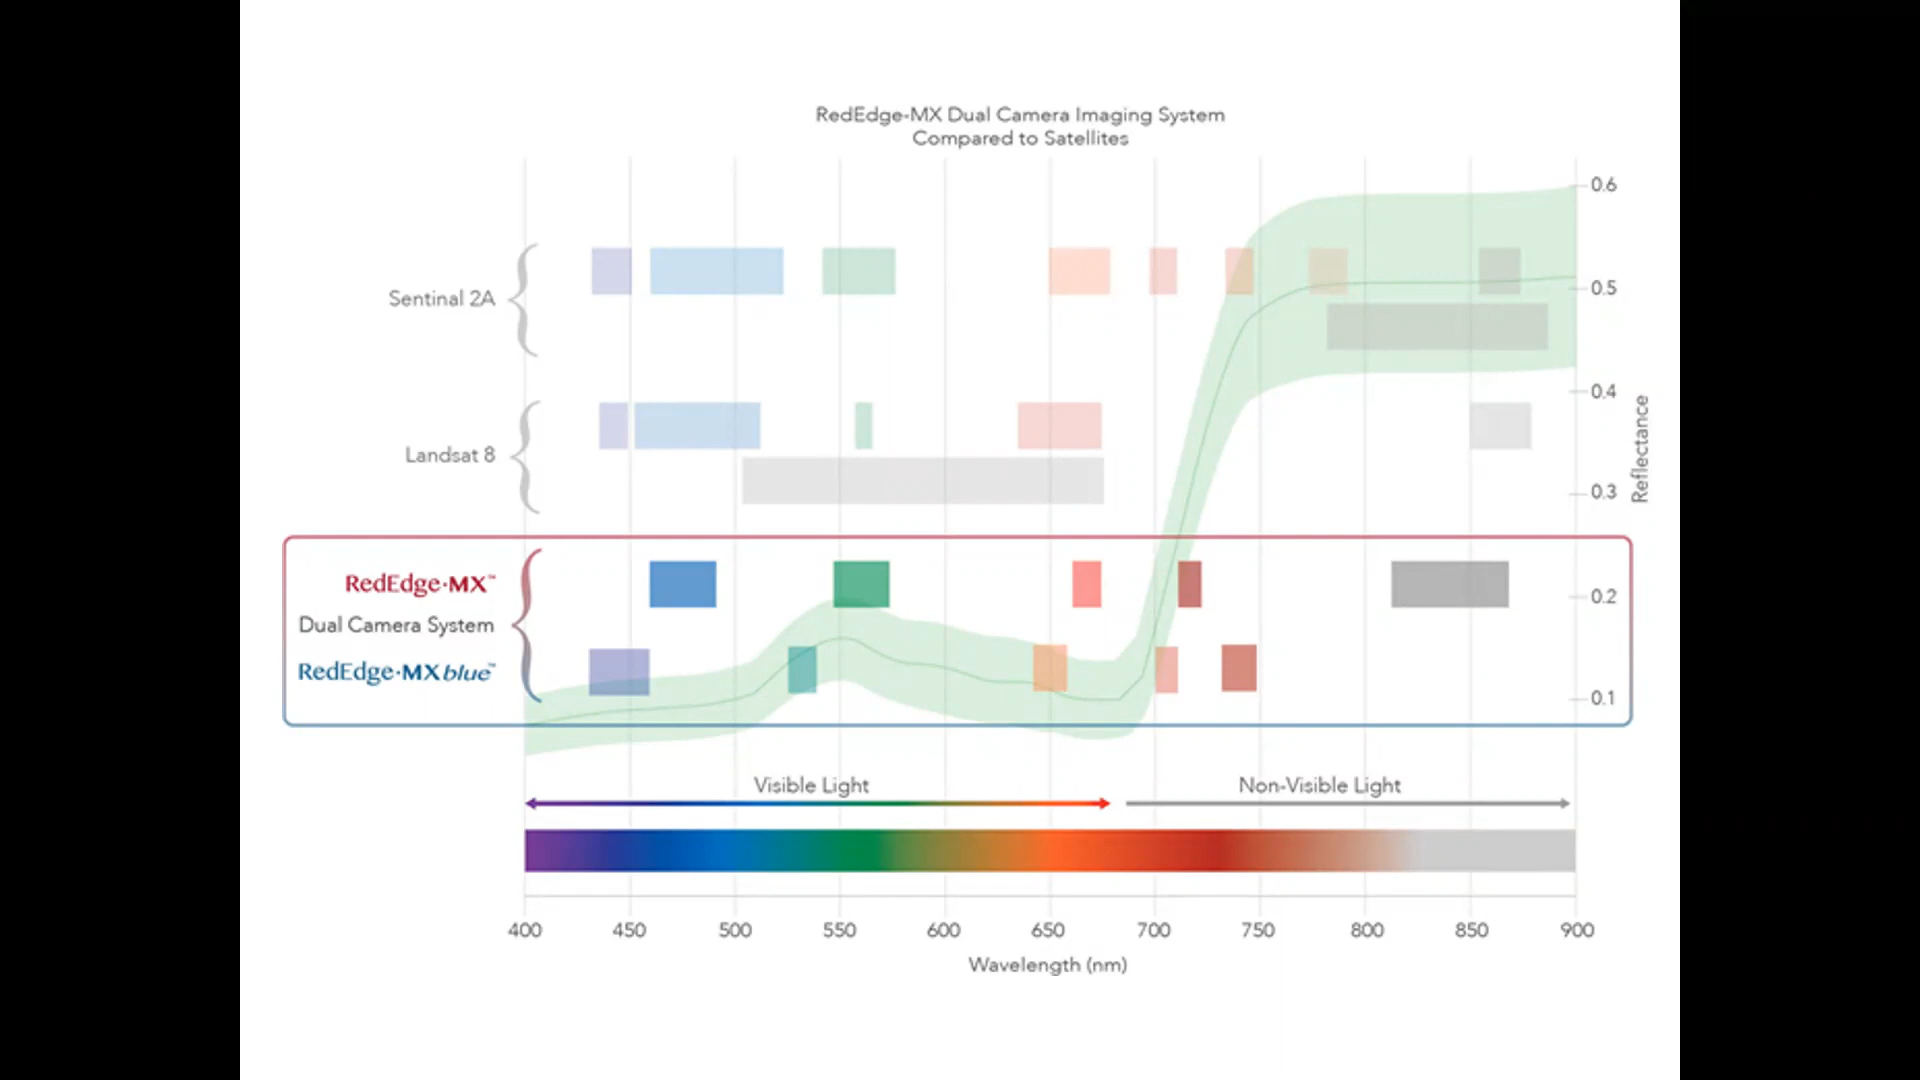 RedEdge-MX Dual Camera Imaging System
Compared to Satellites
0.6
Sentinal 2A
0.5
0.4
Reflectance
Landsat 8
0.3
RedEdge·MX™
0.2
Dual Camera System
RedEdge·MX blue™
0.1
Visible Light
Non-Visible Light
400 450 500 550 600 650 700 750 800 850 900
Wavelength (nm)